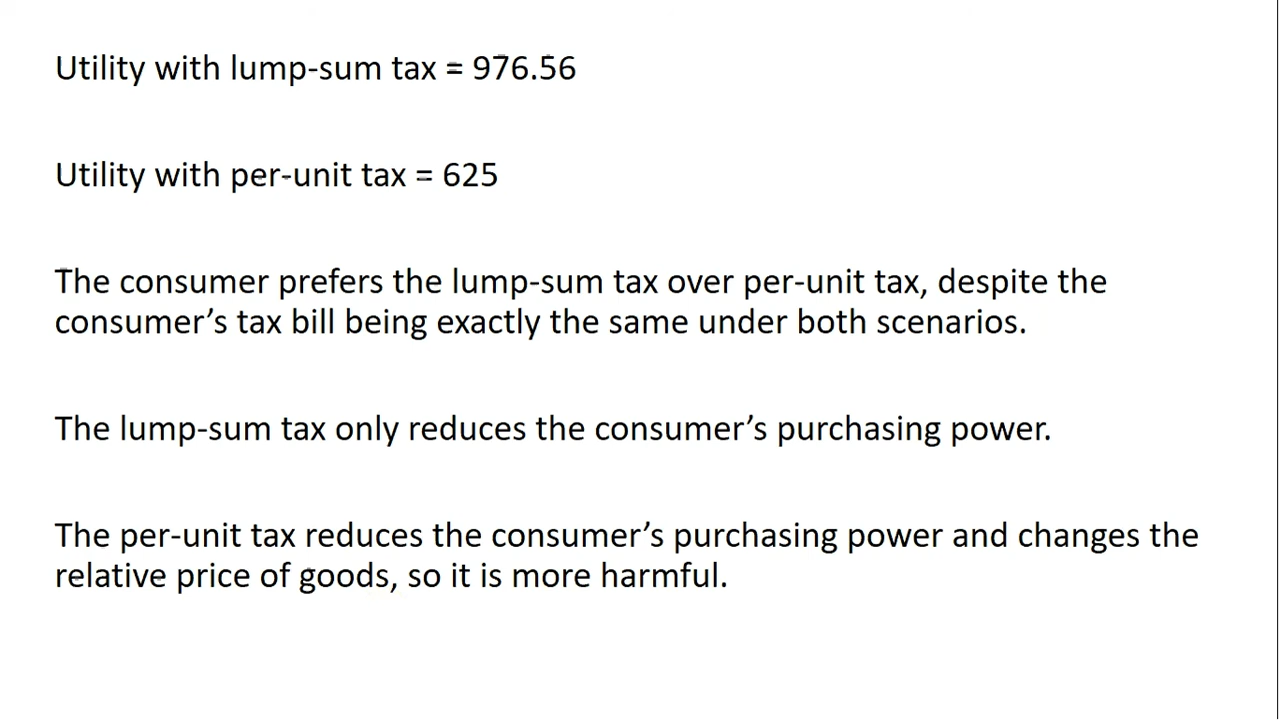 Utility with lump-sum tax = 976.56
Utility with per-unit tax = 625
The consumer prefers the lump-sum tax over per-unit tax, despite the
consumer’s tax bill being exactly the same under both scenarios.
The lump-sum tax only reduces the consumer’s purchasing power.
The per-unit tax reduces the consumer’s purchasing power and changes the
relative price of goods, so it is more harmful.